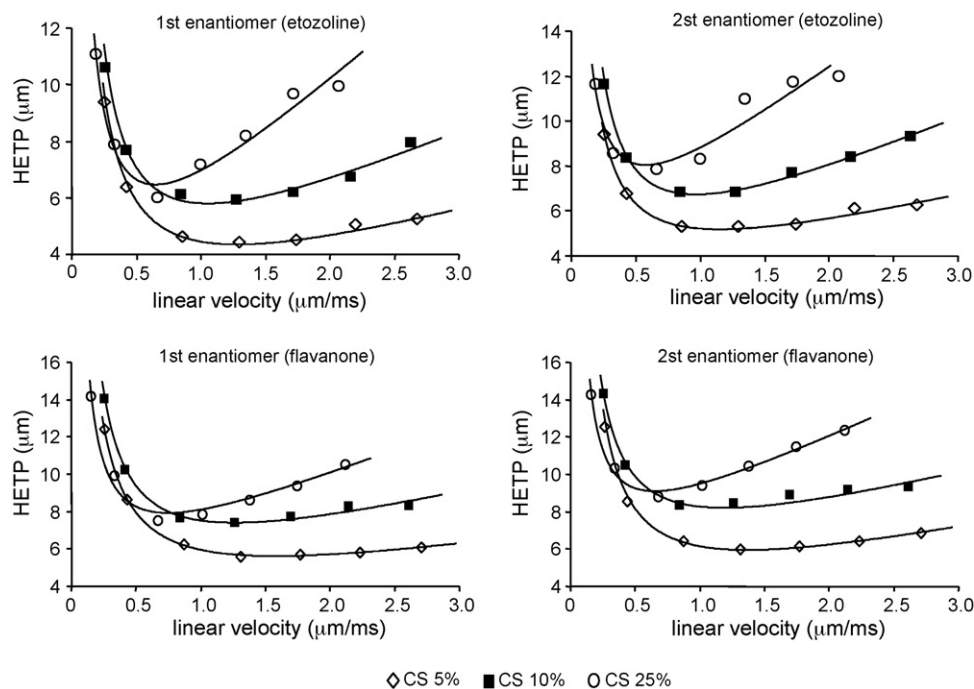 1st enantiomer (etozoline)
HETP (μm)
12
10
8
6
4
0 0.5 1.0 1.5 2.0 2.5 3.0
linear velocity (μm/ms)
2st enantiomer (etozoline)
HETP (μm)
14
12
10
8
6
4
0 0.5 1.0 1.5 2.0 2.5 3.0
linear velocity (μm/ms)
1st enantiomer (flavanone)
HETP (μm)
16
14
12
10
8
6
4
0 0.5 1.0 1.5 2.0 2.5 3.0
linear velocity (μm/ms)
2st enantiomer (flavanone)
HETP (μm)
16
14
12
10
8
6
4
0 0.5 1.0 1.5 2.0 2.5 3.0
linear velocity (μm/ms)
CS 5% CS 10% CS 25%